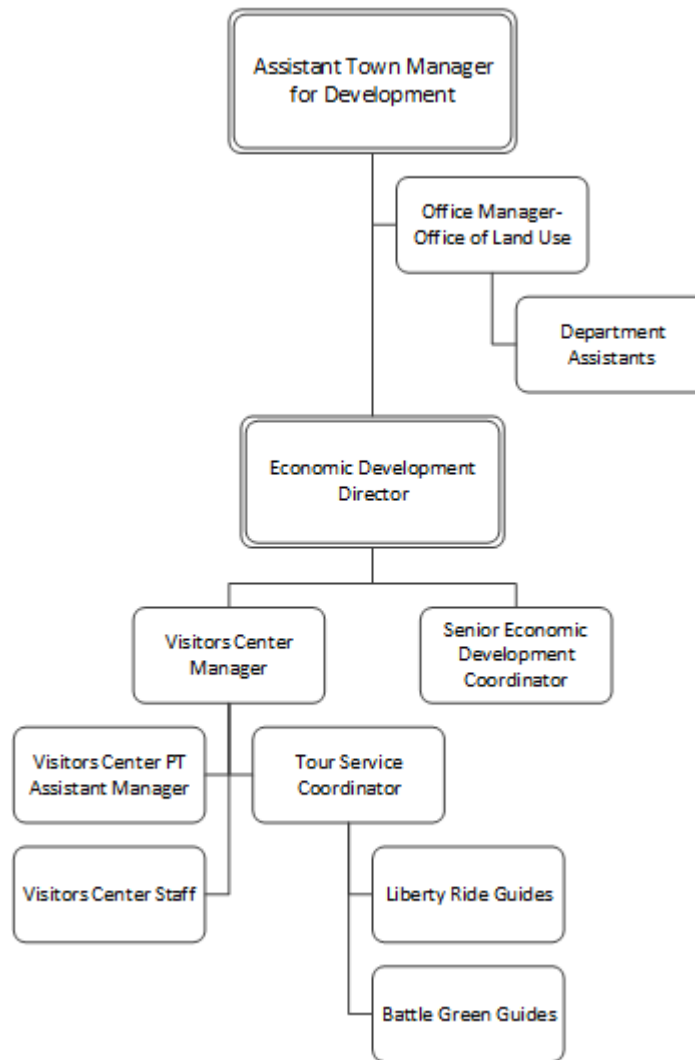 Assistant Town Manager
for Development
Office Manager-
Office of Land Use
Department
Assistants
Economic Development
Director
Visitors Center
Manager
Senior Economic
Development
Coordinator
Visitors Center PT
Assistant Manager
Tour Service
Coordinator
Visitors Center Staff
Liberty Ride Guides
Battle Green Guides